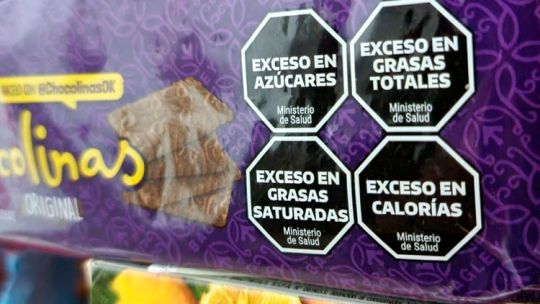 @ChocolinasOK
colinas
ORIGINAL
EXCESO EN
AZÚCARES
Ministerio
de Salud
EXCESO EN
GRASAS
TOTALES
Ministerio
de Salud
EXCESO EN
GRASAS
SATURADAS
Ministerio
de Salud
EXCESO EN
CALORÍAS
Ministerio
de Salud